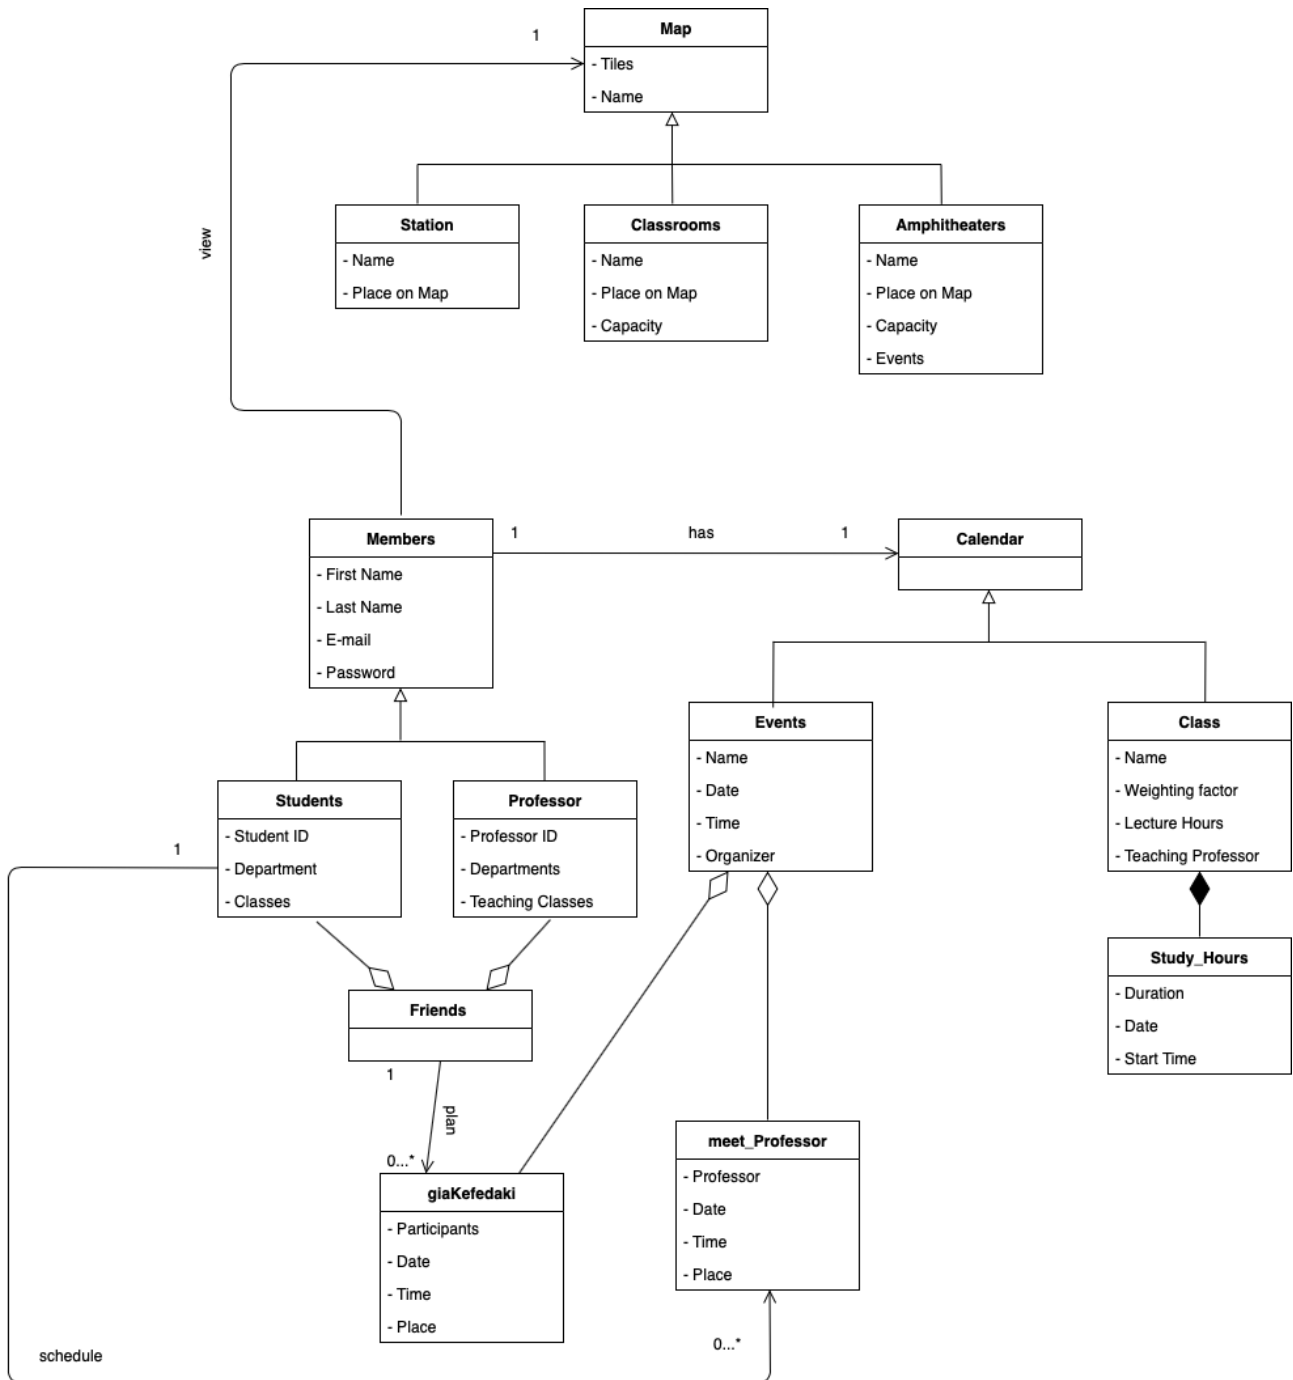 Map
1
- Tiles
- Name
Station
- Name
- Place on Map
Classrooms
- Name
- Place on Map
- Capacity
Amphitheaters
- Name
- Place on Map
- Capacity
- Events
view
Members
- First Name
- Last Name
- E-mail
- Password
1
has
1
Calendar
Students
- Student ID
- Department
- Classes
1
Professor
- Professor ID
- Departments
- Teaching Classes
Events
- Name
- Date
- Time
- Organizer
Class
- Name
- Weighting factor
- Lecture Hours
- Teaching Professor
Study_Hours
- Duration
- Date
- Start Time
Friends
1
plan
0...*
giaKefedaki
- Participants
- Date
- Time
- Place
meet_Professor
- Professor
- Date
- Time
- Place
0...*
schedule